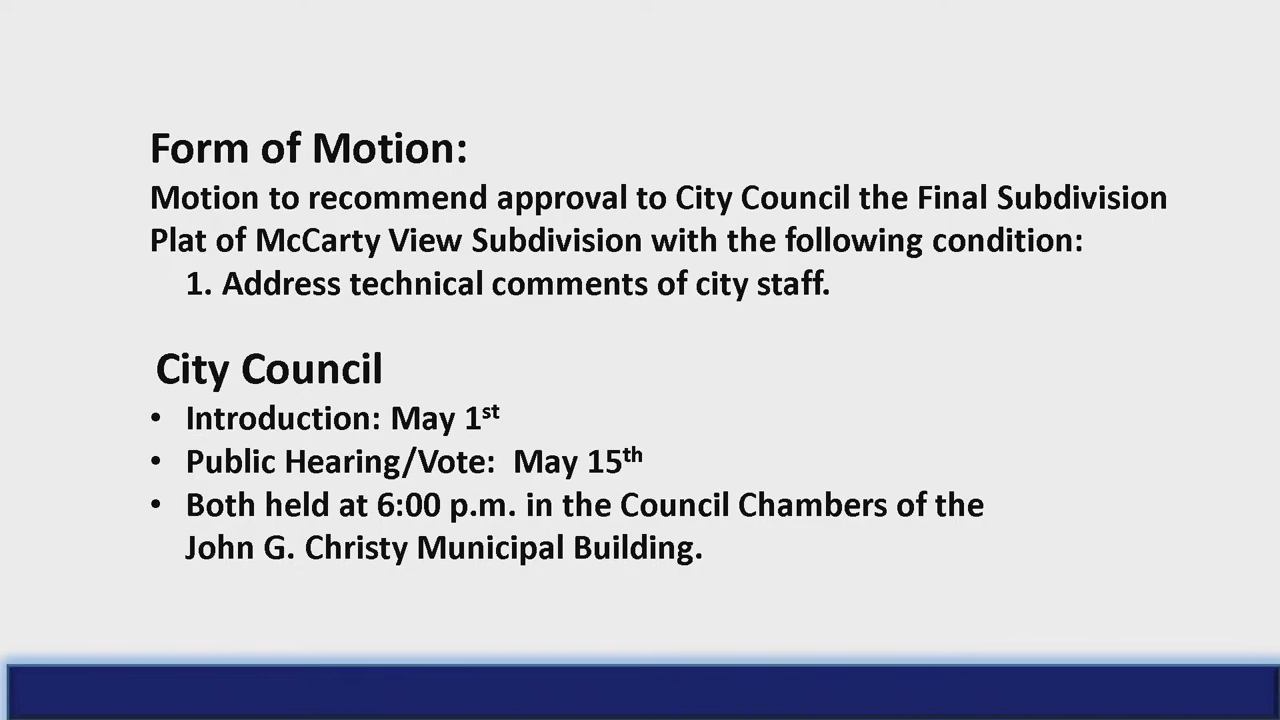 Form of Motion:
Motion to recommend approval to City Council the Final Subdivision
Plat of McCarty View Subdivision with the following condition:
1. Address technical comments of city staff.
City Council
• Introduction: May 1st
• Public Hearing/Vote:  May 15th
• Both held at 6:00 p.m. in the Council Chambers of the
John G. Christy Municipal Building.